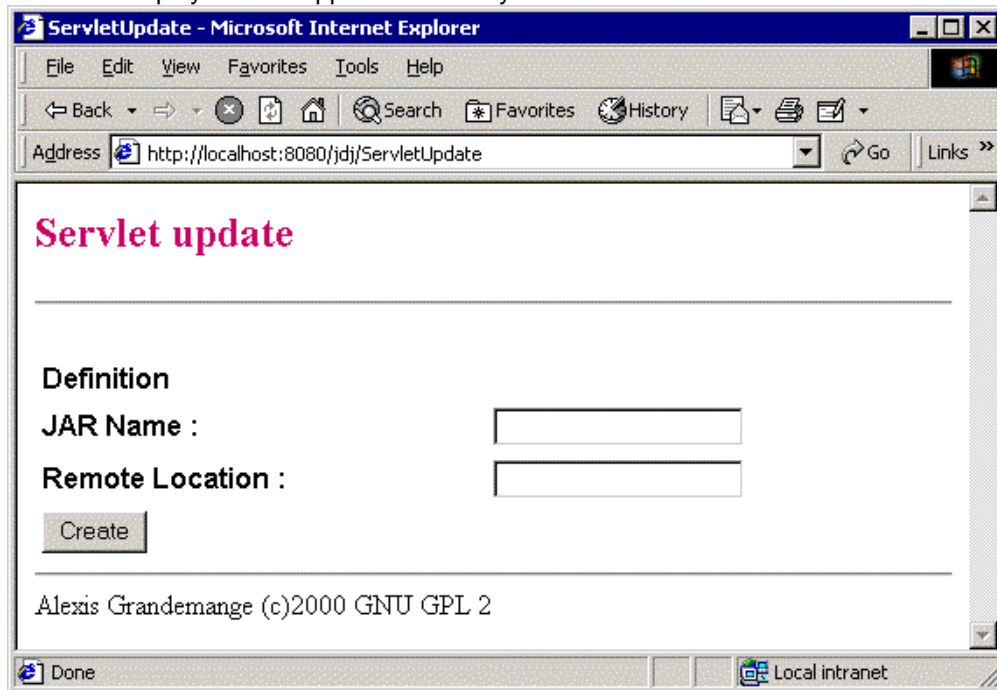 ServletUpdate - Microsoft Internet Explorer
File Edit View Favorites Tools Help
Back Search Favorites History
Address http://localhost:8080/jdj/ServletUpdate Go Links »
Servlet update
Definition
JAR Name :
Remote Location :
Create
Alexis Grandemange (c)2000 GNU GPL 2
Done Local intranet